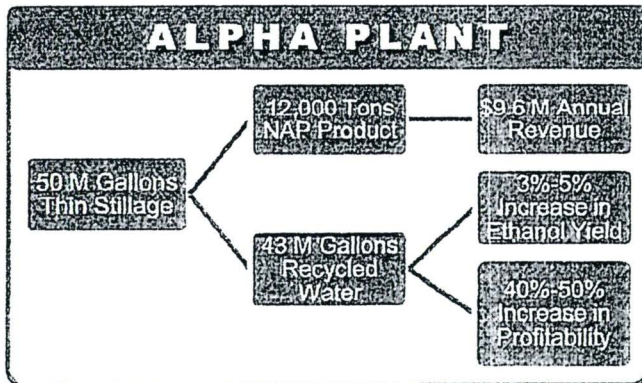 ALPHA PLANT
12,000 Tons
NAP Product
$9.6 M Annual
Revenue
50 M Gallons
Thin Stillage
3%-5%
Increase in
Ethanol Yield
43 M Gallons
Recycled
Water
40%-50%
Increase in
Profitability